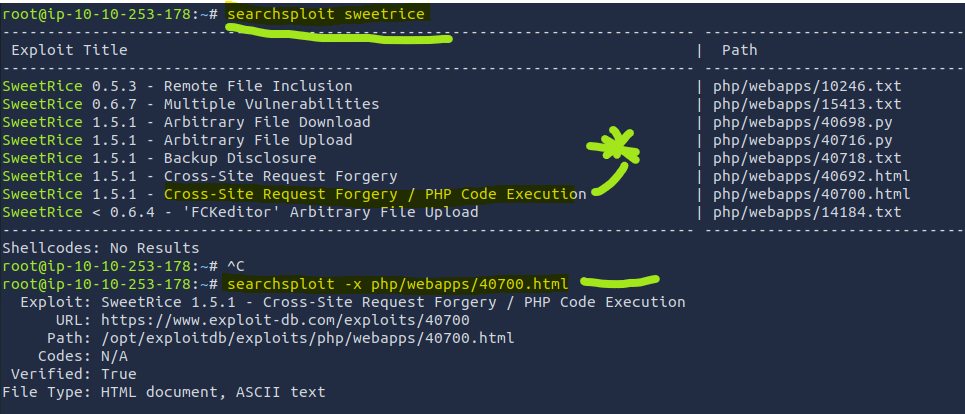 root@ip-10-10-253-178:~# searchsploit sweetrice
---------------------------------------------------------------------------------- ---------------------------------
Exploit Title | Path
---------------------------------------------------------------------------------- ---------------------------------
SweetRice 0.5.3 - Remote File Inclusion | php/webapps/10246.txt
SweetRice 0.6.7 - Multiple Vulnerabilities | php/webapps/15413.txt
SweetRice 1.5.1 - Arbitrary File Download | php/webapps/40698.py
SweetRice 1.5.1 - Arbitrary File Upload | php/webapps/40716.py
SweetRice 1.5.1 - Backup Disclosure | php/webapps/40718.txt
SweetRice 1.5.1 - Cross-Site Request Forgery | php/webapps/40692.html
SweetRice 1.5.1 - Cross-Site Request Forgery / PHP Code Execution | php/webapps/40700.html
SweetRice < 0.6.4 - 'FCKeditor' Arbitrary File Upload | php/webapps/14184.txt
---------------------------------------------------------------------------------- ---------------------------------
Shellcodes: No Results
root@ip-10-10-253-178:~# ^C
root@ip-10-10-253-178:~# searchsploit -x php/webapps/40700.html
Exploit: SweetRice 1.5.1 - Cross-Site Request Forgery / PHP Code Execution
URL: https://www.exploit-db.com/exploits/40700
Path: /opt/exploitdb/exploits/php/webapps/40700.html
Codes: N/A
Verified: True
File Type: HTML document, ASCII text